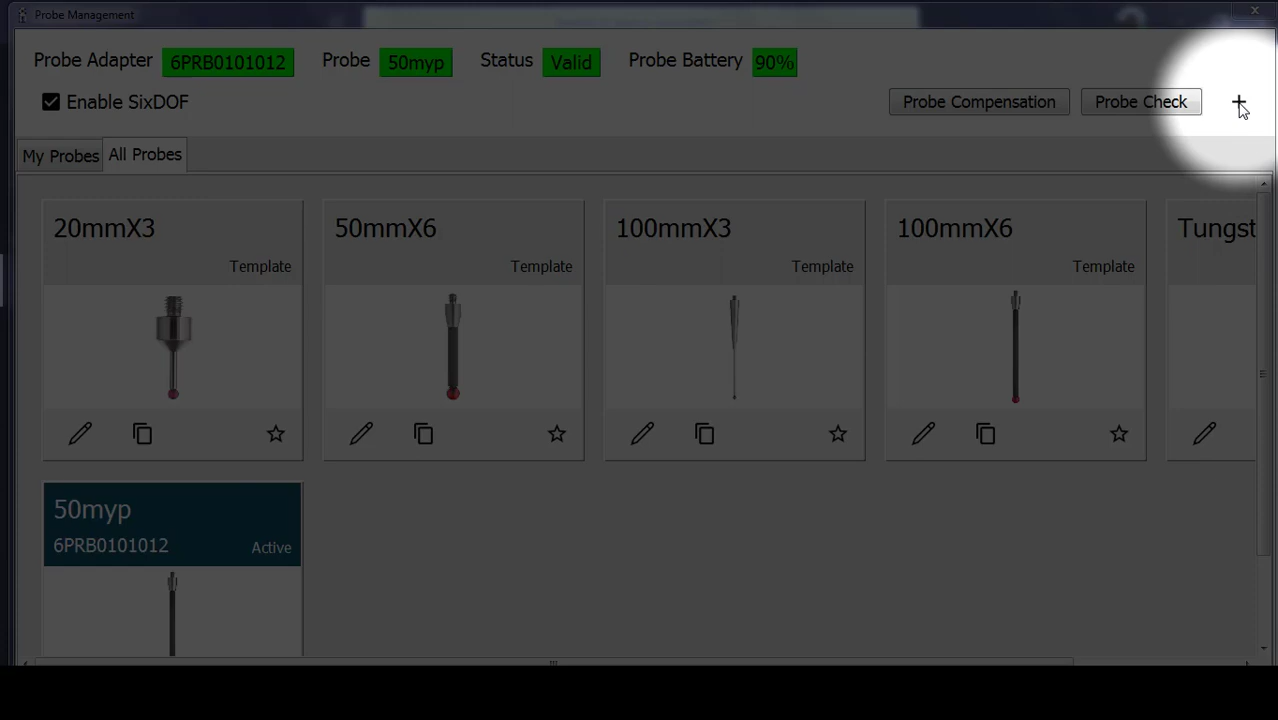 Probe Management
Probe Adapter 6PRB0101012 Probe 50myp Status Valid Probe Battery 90%
Enable SixDOF Probe Compensation Probe Check
My Probes All Probes
20mmX3 50mmX6 100mmX3 100mmX6 Tungst
Template Template Template Template
50myp
6PRB0101012 Active